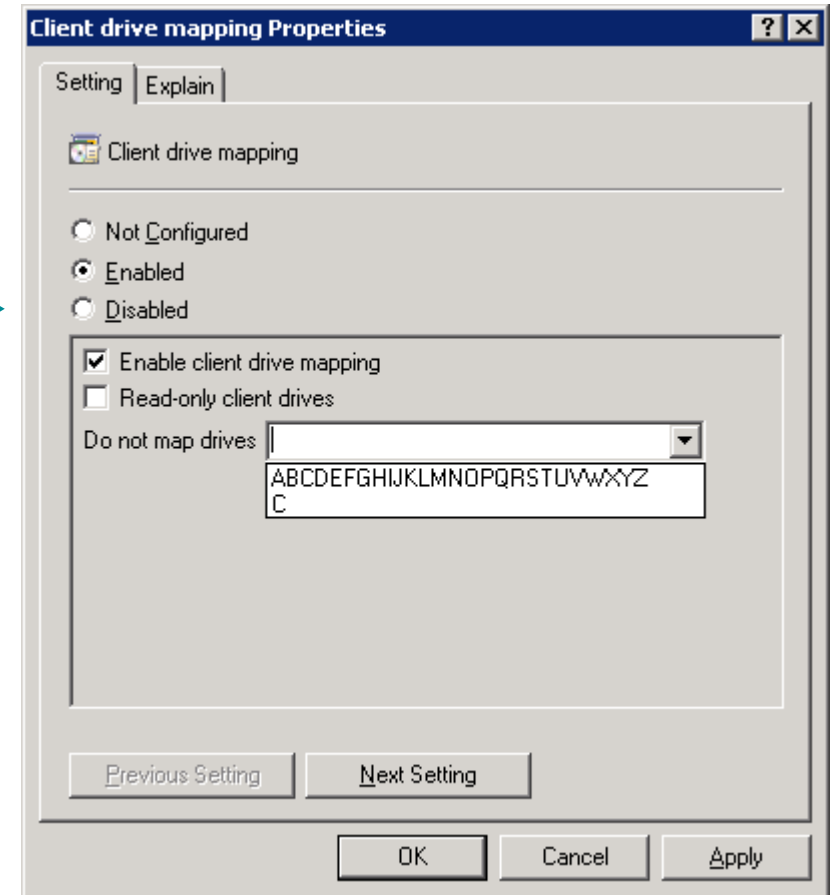 Client drive mapping Properties
Setting
Explain
Client drive mapping
Not Configured
Enabled
Disabled
Enable client drive mapping
Read-only client drives
Do not map drives
ABCDEFGHIJKLMNOPQRSTUVWXYZ
C
Previous Setting
Next Setting
OK
Cancel
Apply